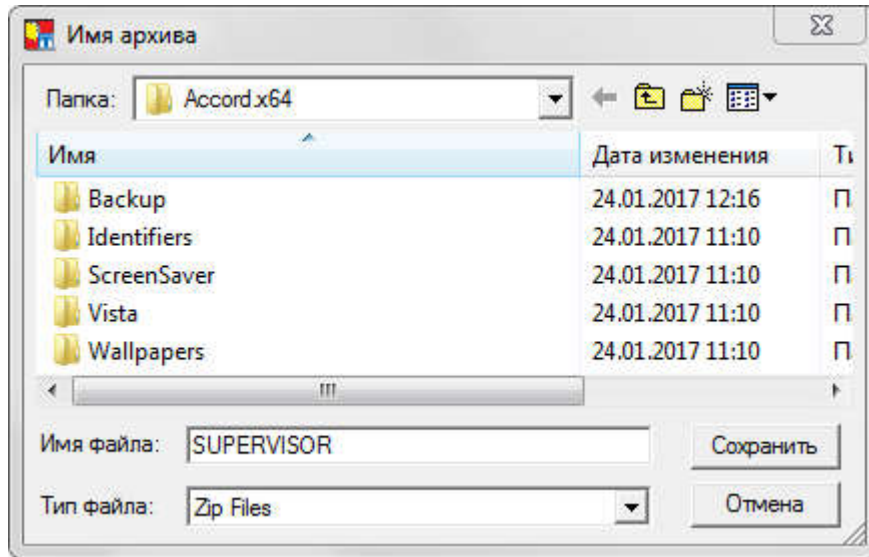 Имя архива
Папка: Accord.x64
Имя Дата изменения Ті
Backup 24.01.2017 12:16 П
Identifiers 24.01.2017 11:10 П
ScreenSaver 24.01.2017 11:10 П
Vista 24.01.2017 11:10 П
Wallpapers 24.01.2017 11:10 П
Имя файла: SUPERVISOR Сохранить
Тип файла: Zip Files Отмена